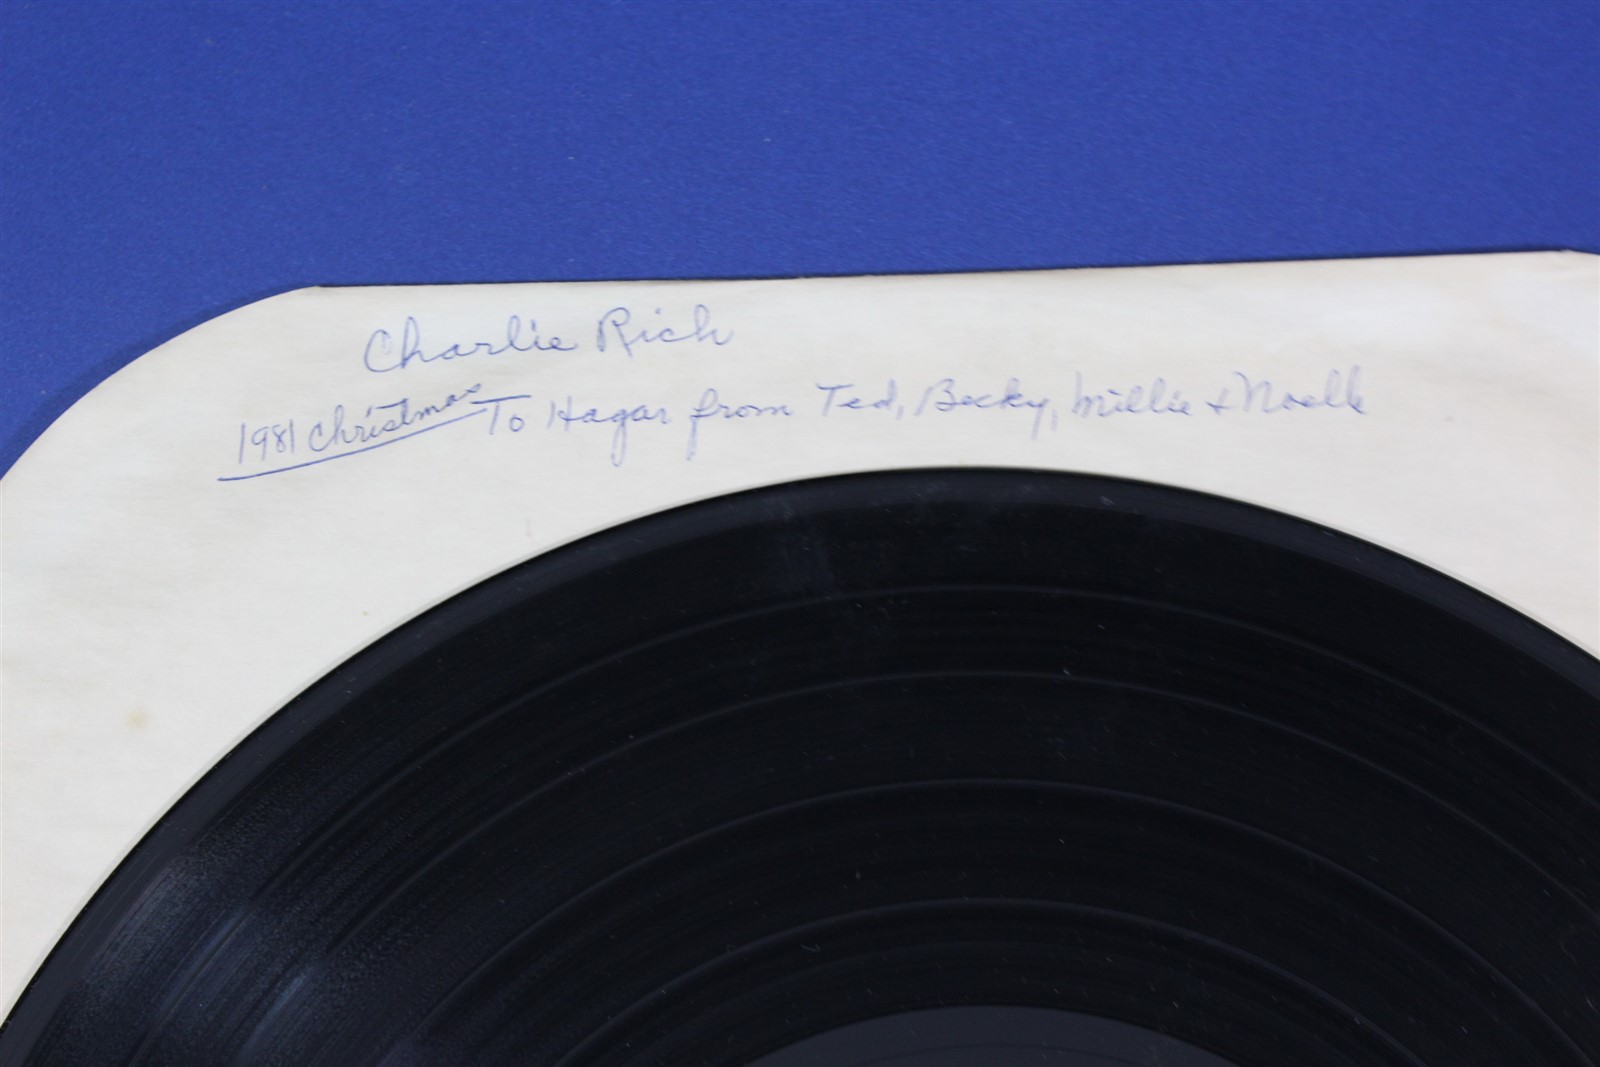 Charlie Rich
1981 Christmas To Hagar from Ted, Becky, Millie + Noelle